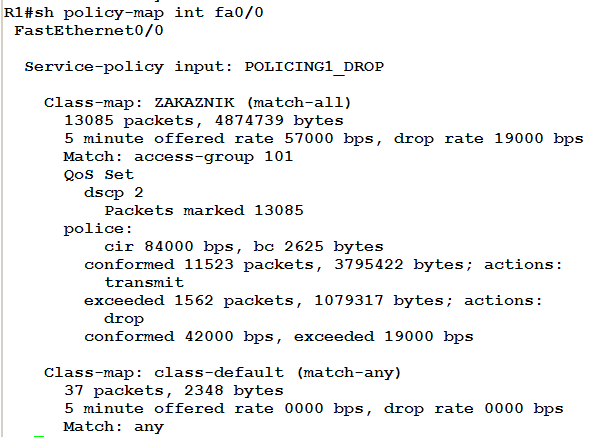 R1#sh policy-map int fa0/0
FastEthernet0/0
Service-policy input: POLICING1_DROP
Class-map: ZAKAZNIK (match-all)
13085 packets, 4874739 bytes
5 minute offered rate 57000 bps, drop rate 19000 bps
Match: access-group 101
QoS Set
dscp 2
Packets marked 13085
police:
cir 84000 bps, bc 2625 bytes
conformed 11523 packets, 3795422 bytes; actions:
transmit
exceeded 1562 packets, 1079317 bytes; actions:
drop
conformed 42000 bps, exceeded 19000 bps
Class-map: class-default (match-any)
37 packets, 2348 bytes
5 minute offered rate 0000 bps, drop rate 0000 bps
Match: any